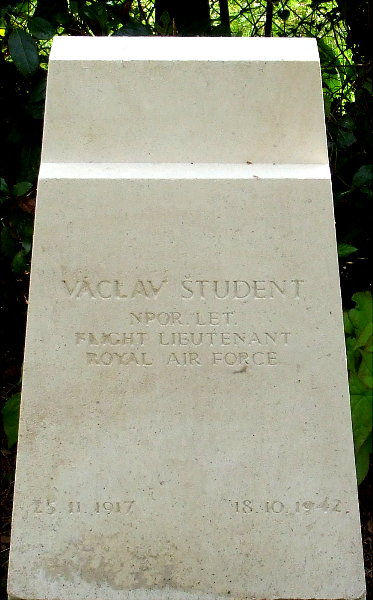 VÁCLAV ŠTUDENT
NPOR. LET.
FLIGHT LIEUTENANT
ROYAL AIR FORCE
25.11.1917 18.10.1942.